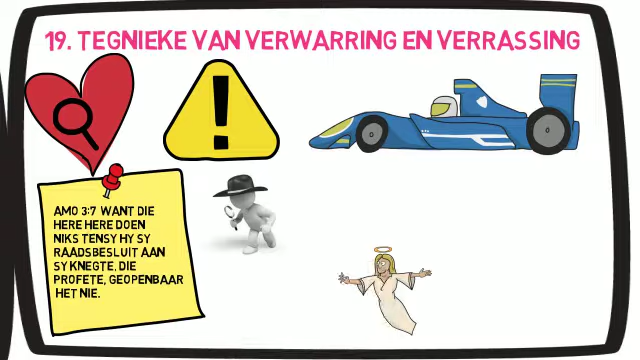 19. TEGNIEKE VAN VERWARRING EN VERRASSING
AMO 3:7 WANT DIE
HERE HERE DOEN
NIKS TENSY HY SY
RAADSBESLUIT AAN
SY KNEGTE, DIE
PROFETE, GEOPENBAAR
HET NIE.